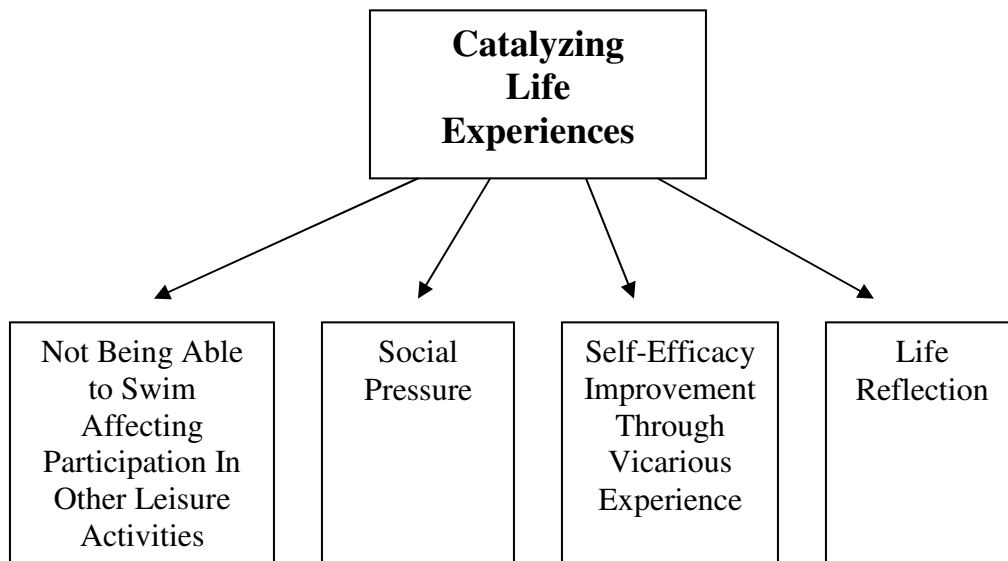 Catalyzing
Life
Experiences
Not Being Able
to Swim
Affecting
Participation In
Other Leisure
Activities
Social
Pressure
Self-Efficacy
Improvement
Through
Vicarious
Experience
Life
Reflection